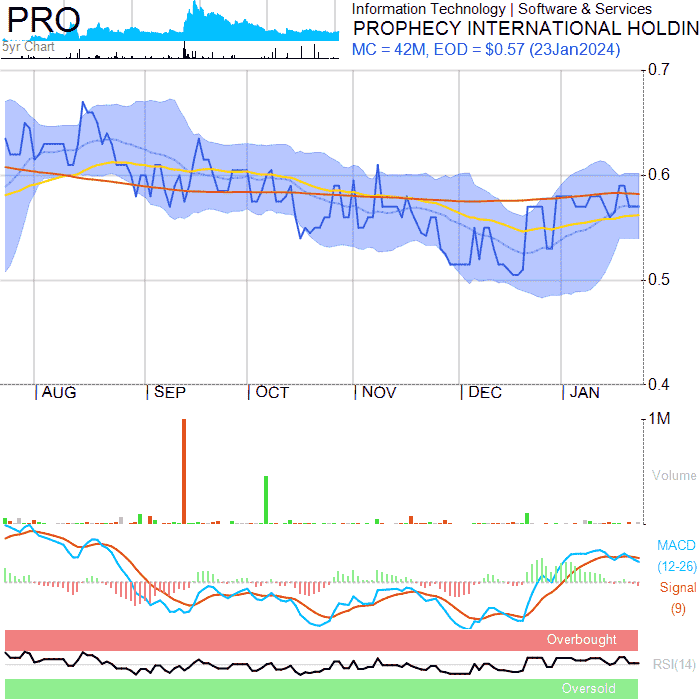 PRO
5yr Chart
Information Technology | Software & Services
PROPHECY INTERNATIONAL HOLDIN
MC = 42M, EOD = $0.57 (23Jan2024)
0.7
0.6
0.5
0.4
AUG SEP OCT NOV DEC JAN
1M
Volume
MACD
(12-26)
Signal
(9)
Overbought
RSI(14)
Oversold